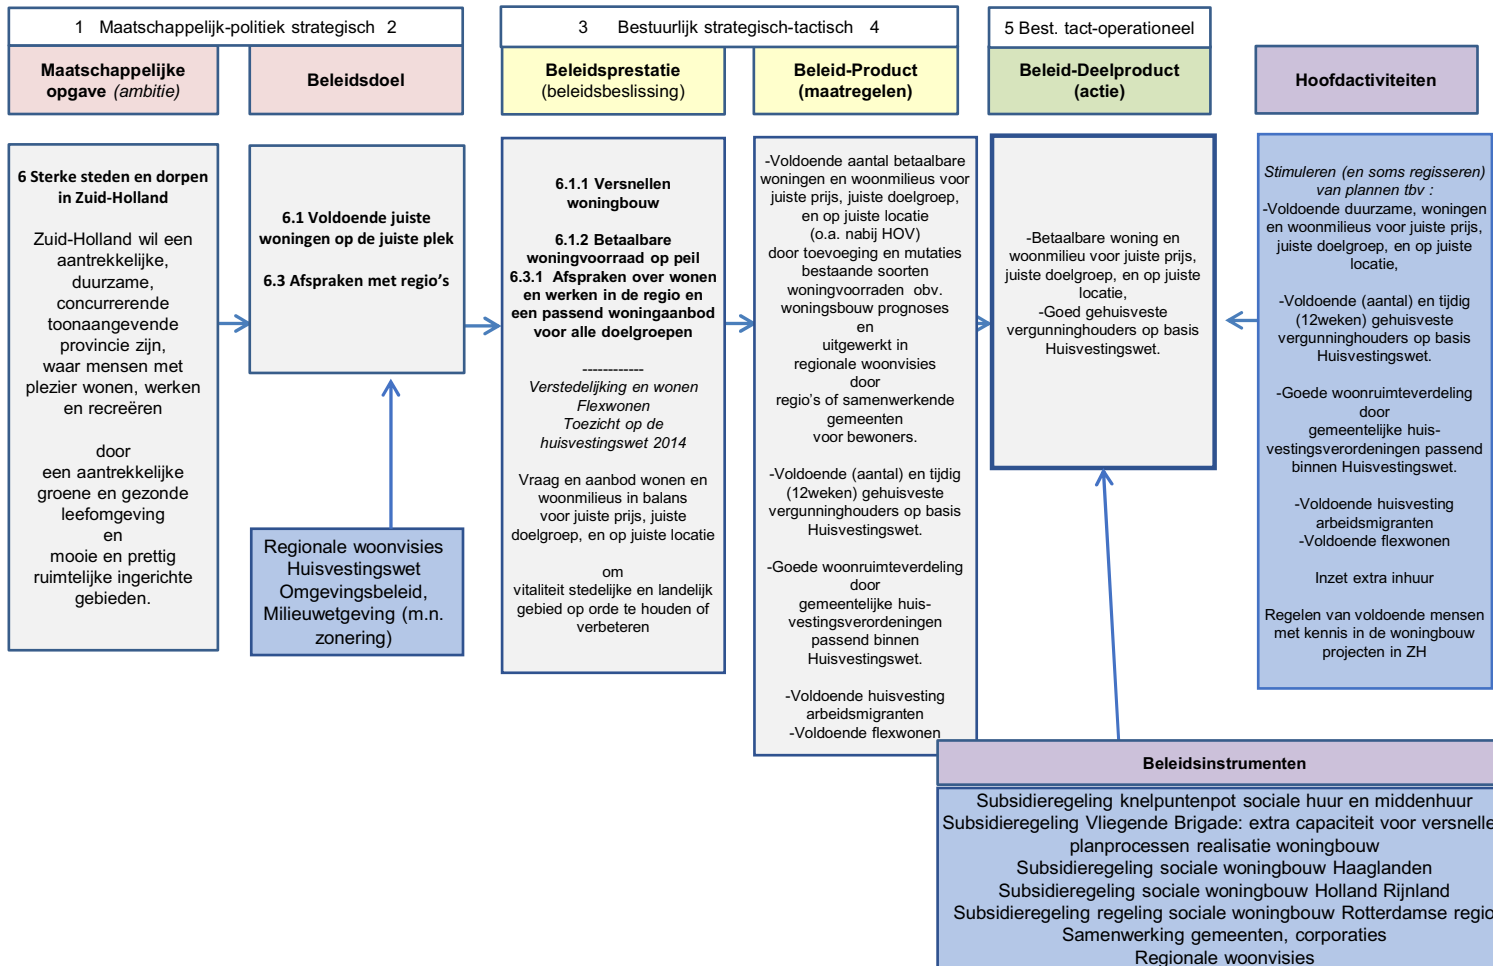 1   Maatschappelijk-politiek strategisch  2
Maatschappelijke
opgave (ambitie)
Beleidsdoel
6 Sterke steden en dorpen
in Zuid-Holland
Zuid-Holland wil een
aantrekkelijke,
duurzame,
concurrerende
toonaangevende
provincie zijn,
waar mensen met
plezier wonen, werken
en recreëren
door
een aantrekkelijke
groene en gezonde
leefomgeving
en
mooie en prettig
ruimtelijke ingerichte
gebieden.
6.1 Voldoende juiste
woningen op de juiste plek
6.3 Afspraken met regio's
Regionale woonvisies
Huisvestingswet
Omgevingsbeleid,
Milieuwetgeving (m.n.
zonering)
3     Bestuurlijk strategisch-tactisch   4
Beleidsprestatie
(beleidsbeslissing)
Beleid-Product
(maatregelen)
6.1.1 Versnellen
woningbouw
6.1.2 Betaalbare
woningvoorraad op peil
6.3.1  Afspraken over wonen
en werken in de regio en
een passend woningaanbod
voor alle doelgroepen
------------
Verstedelijking en wonen
Flexwonen
Toezicht op de
huisvestingswet 2014
Vraag en aanbod wonen en
woonmilieus in balans
voor juiste prijs, juiste
doelgroep, en op juiste locatie
om
vitaliteit stedelijke en landelijk
gebied op orde te houden of
verbeteren
-Voldoende aantal betaalbare
woningen en woonmilieus voor
juiste prijs, juiste doelgroep,
en op juiste locatie
(o.a. nabij HOV)
door toevoeging en mutaties
bestaande soorten
woningvoorraden  obv.
woningsbouw prognoses
en
uitgewerkt in
regionale woonvisies
door
regio's of samenwerkende
gemeenten
voor bewoners.
-Voldoende (aantal) en tijdig
(12weken) gehuisveste
vergunninghouders op basis
Huisvestingswet.
-Goede woonruimteverdeling
door
gemeentelijke huis-
vestingsverordeningen
passend binnen
Huisvestingswet.
-Voldoende huisvesting
arbeidsmigranten
-Voldoende flexwonen
5 Best. tact-operationeel
Beleid-Deelproduct
(actie)
-Betaalbare woning en
woonmilieu voor juiste prijs,
juiste doelgroep, en op juiste
locatie,
-Goed gehuisveste
vergunninghouders op basis
Huisvestingswet.
Hoofdactiviteiten
Stimuleren (en soms regisseren)
van plannen tbv :
-Voldoende duurzame, woningen
en woonmilieus voor juiste prijs,
juiste doelgroep, en op juiste
locatie,
-Voldoende (aantal) en tijdig
(12weken) gehuisveste
vergunninghouders op basis
Huisvestingswet.
-Goede woonruimteverdeling
door
gemeentelijke huis-
vestingsverordeningen passend
binnen Huisvestingswet.
-Voldoende huisvesting
arbeidsmigranten
-Voldoende flexwonen
Inzet extra inhuur
Regelen van voldoende mensen
met kennis in de woningbouw
projecten in ZH
Beleidsinstrumenten
Subsidieregeling knelpuntenpot sociale huur en middenhuur
Subsidieregeling Vliegende Brigade: extra capaciteit voor versnelle
planprocessen realisatie woningbouw
Subsidieregeling sociale woningbouw Haaglanden
Subsidieregeling sociale woningbouw Holland Rijnland
Subsidieregeling regeling sociale woningbouw Rotterdamse regio
Samenwerking gemeenten, corporaties
Regionale woonvisies